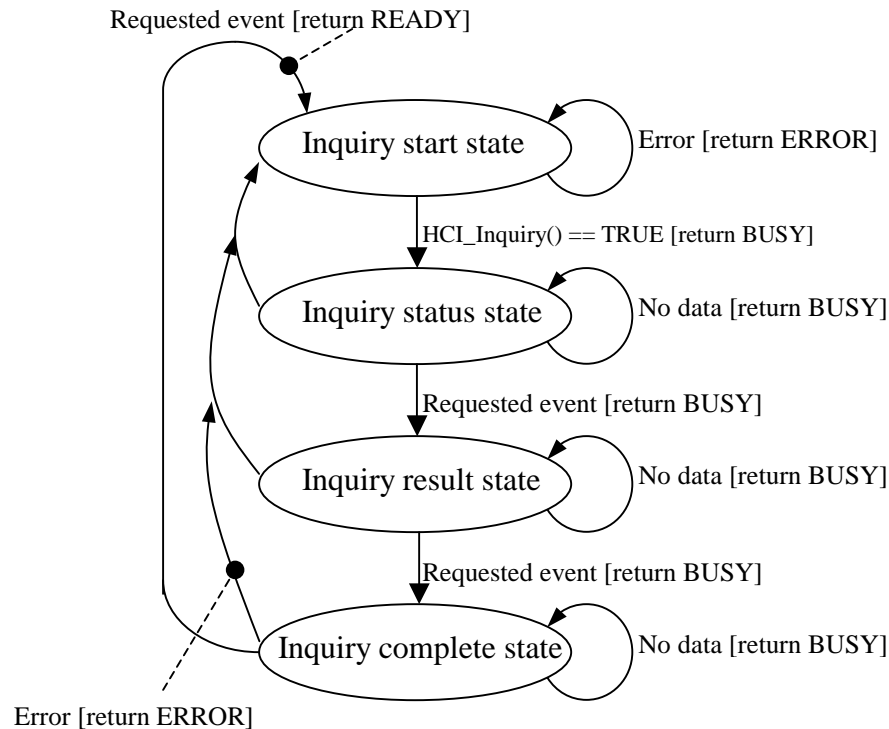 Requested event [return READY]
Inquiry start state
Error [return ERROR]
HCI_Inquiry() == TRUE [return BUSY]
Inquiry status state
No data [return BUSY]
Requested event [return BUSY]
Inquiry result state
No data [return BUSY]
Requested event [return BUSY]
Inquiry complete state
No data [return BUSY]
Error [return ERROR]